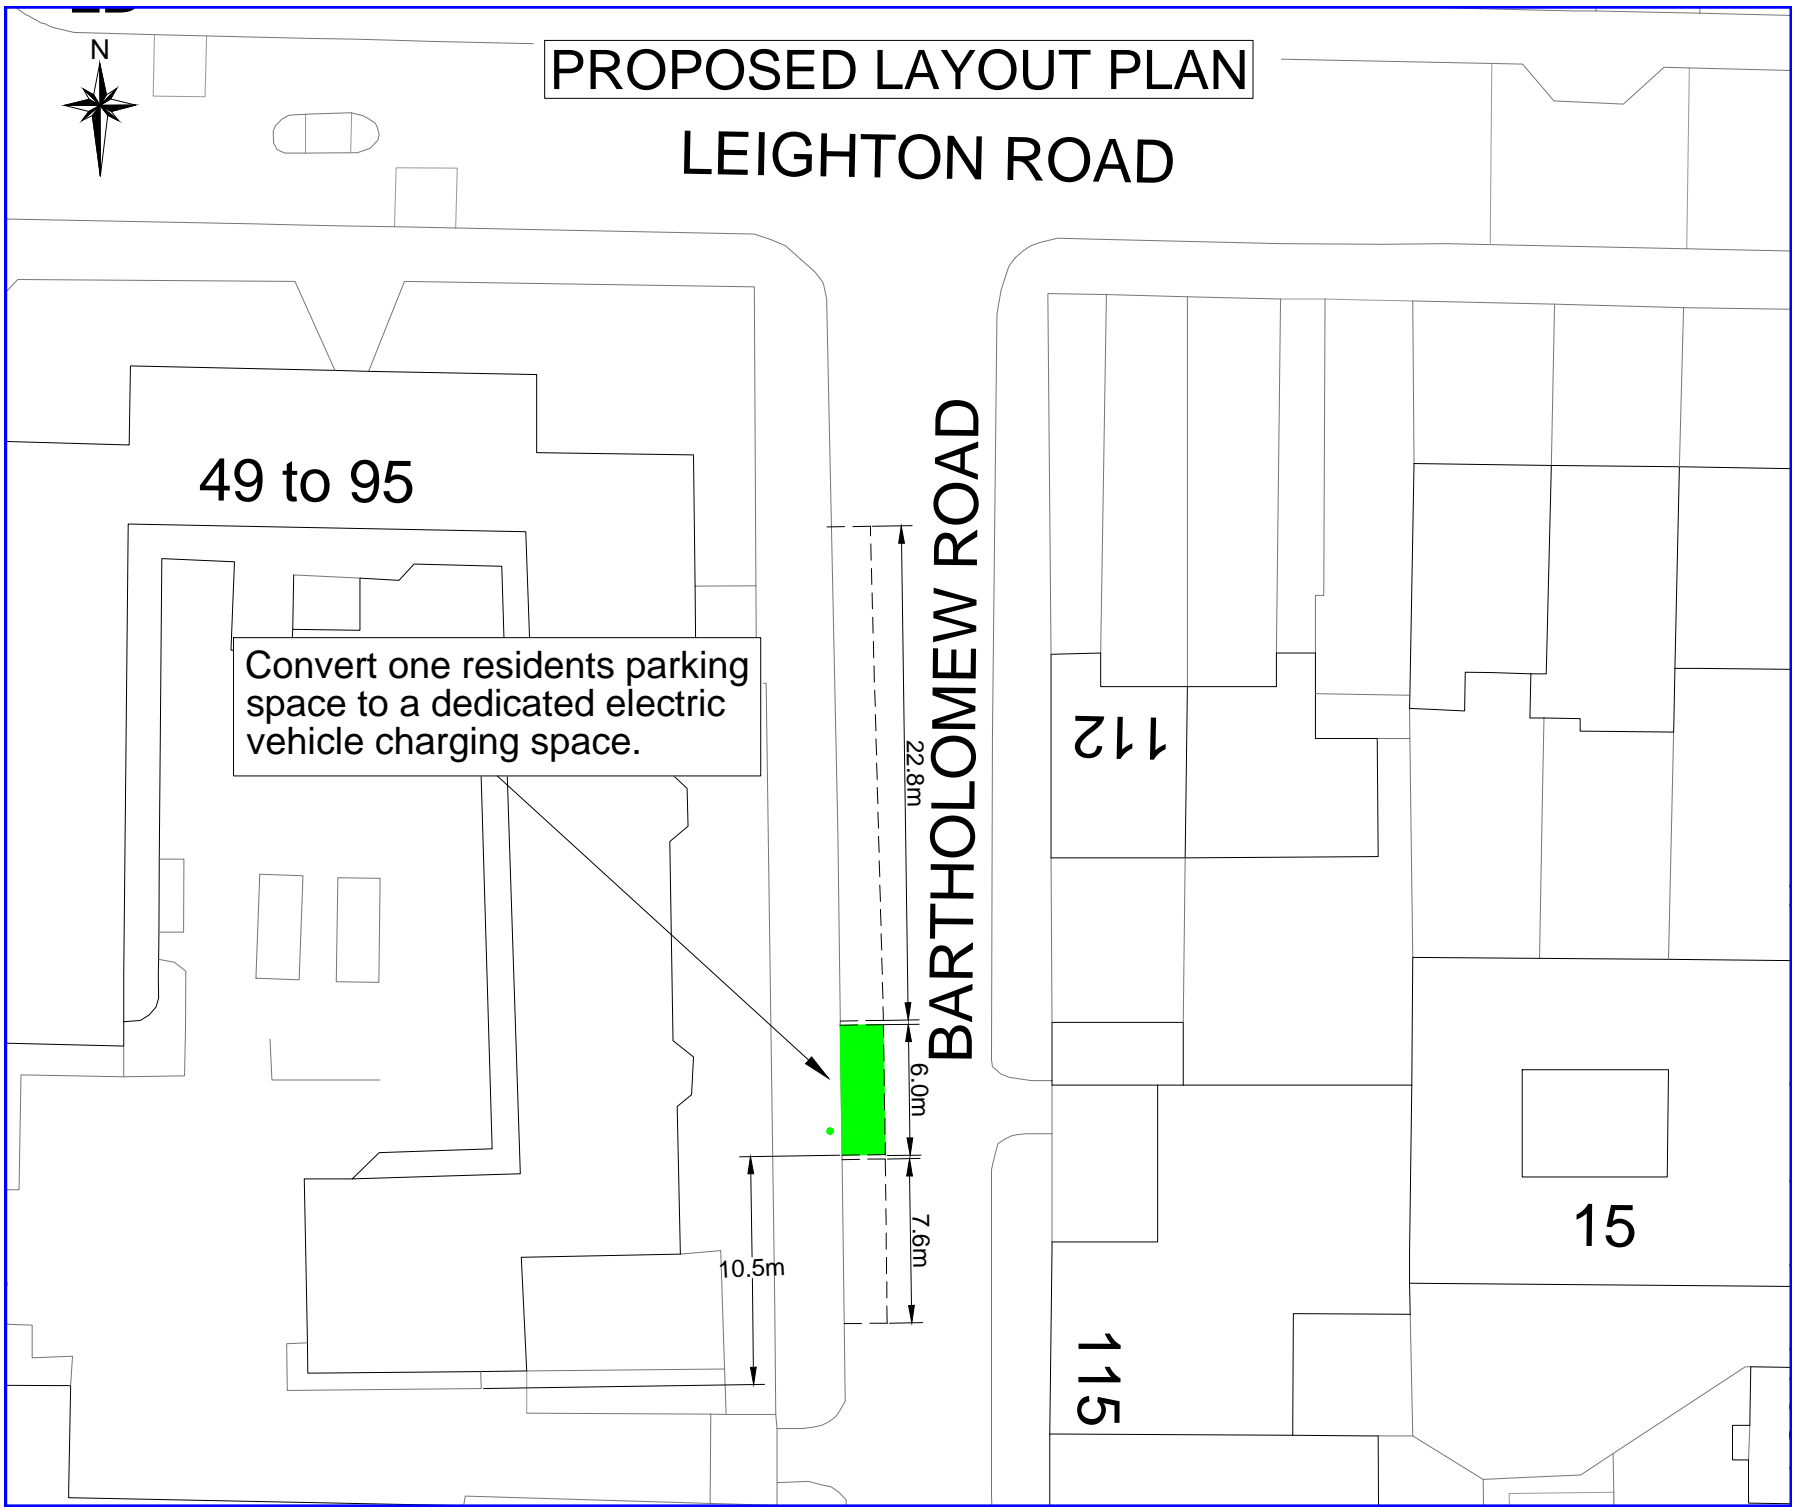 N
PROPOSED LAYOUT PLAN
LEIGHTON ROAD
49 to 95
BARTHOLOMEW ROAD
Convert one residents parking
space to a dedicated electric
vehicle charging space.
22.8m
112
6.0m
7.6m
10.5m
15
115